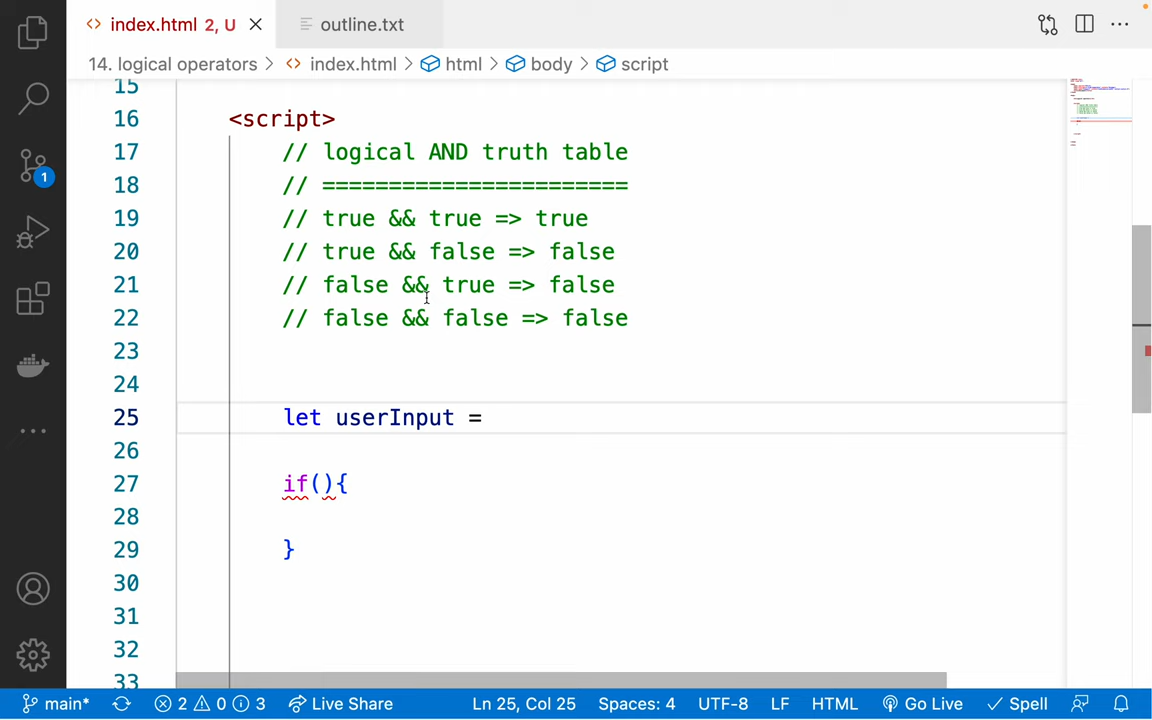 index.html 2, U
outline.txt
14. logical operators > index.html > html > body > script
15
16 <script>
17 // logical AND truth table
18 // =======================
19 // true && true => true
20 // true && false => false
21 // false && true => false
22 // false && false => false
23
24
25 let userInput =
26
27 if(){
28
29 }
30
31
32
33
1
main* 2 0 3 Live Share Ln 25, Col 25 Spaces: 4 UTF-8 LF HTML Go Live Spell